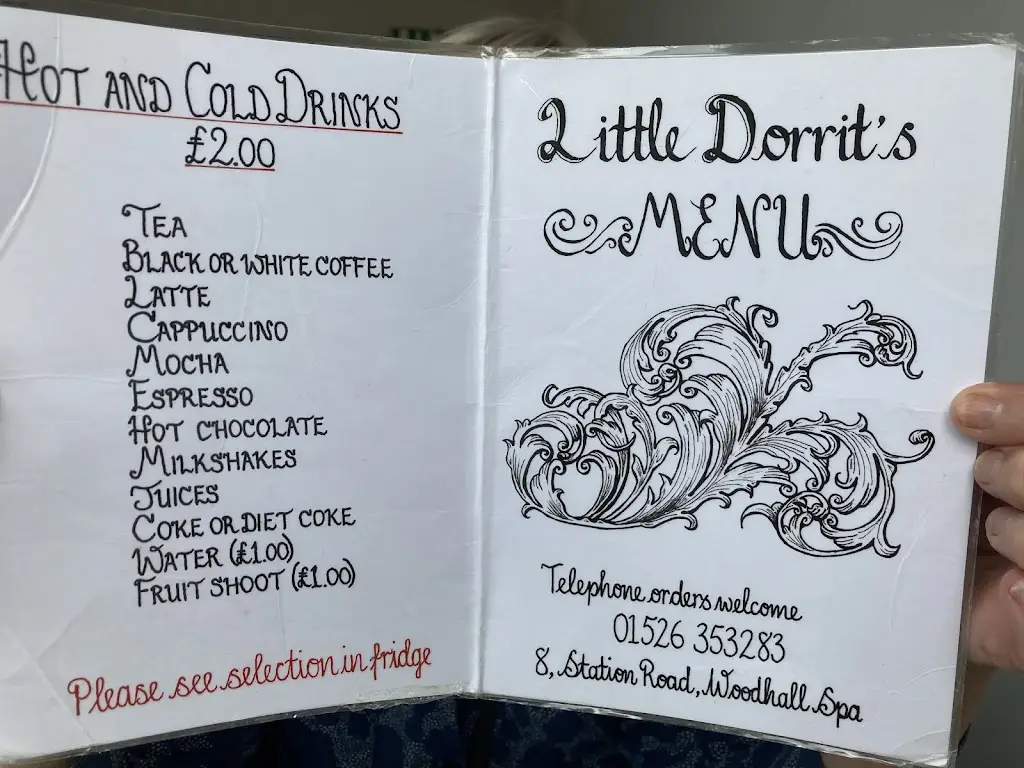 HOT AND COLD DRINKS
£2.00
TEA
BLACK OR WHITE COFFEE
LATTE
CAPPUCCINO
MOCHA
ESPRESSO
HOT CHOCOLATE
MILKSHAKES
JUICES
COKE OR DIET COKE
WATER (£1.00)
FRUIT SHOOT (£1.00)
Please see selection in fridge
Little Dorrit's
MENU
Telephone orders welcome
01526 353283
8, Station Road, Woodhall Spa